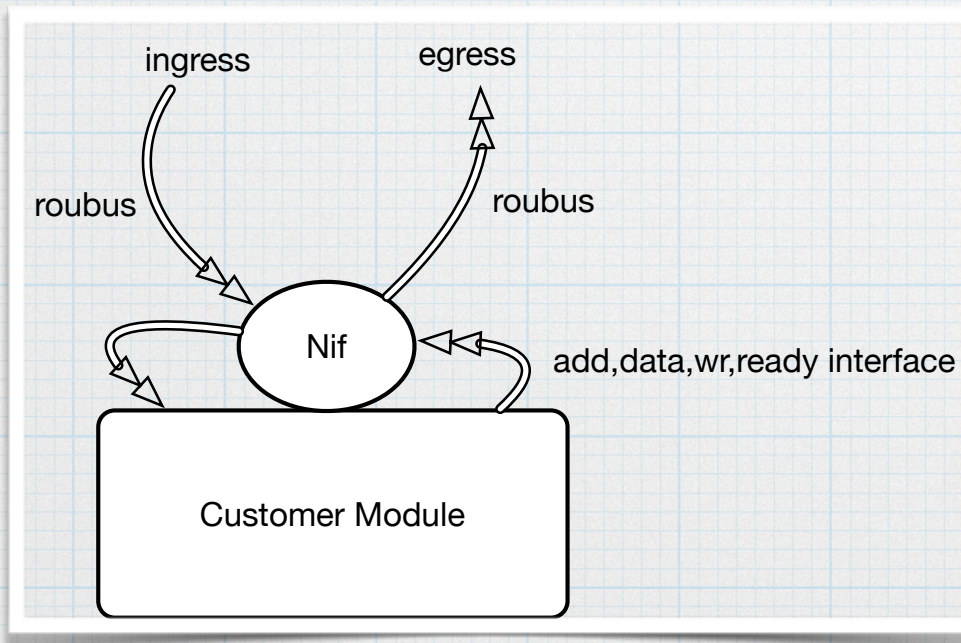 ingress
egress
roubus
roubus
Nif
add,data,wr,ready interface
Customer Module